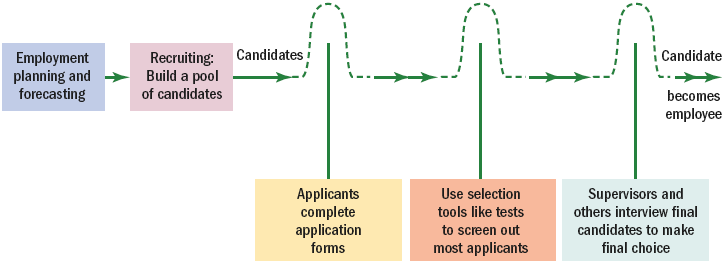 Employment
planning and
forecasting
Recruiting:
Build a pool
of candidates
Candidates
Candidate
becomes
employee
Applicants
complete
application
forms
Use selection
tools like tests
to screen out
most applicants
Supervisors and
others interview final
candidates to make
final choice